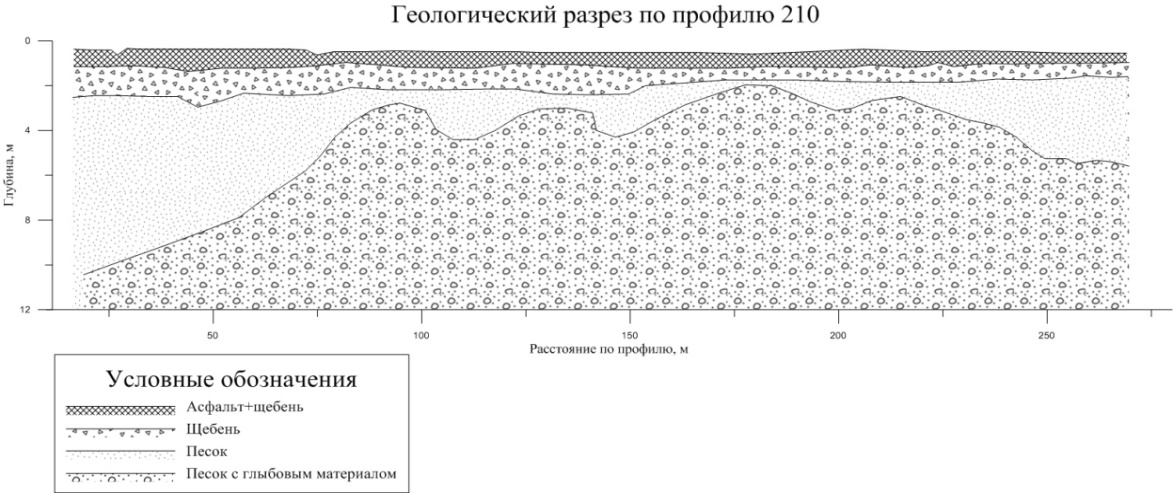 Геологический разрез по профилю 210
0
4
8
12
Глубина, м
50
100
150
200
250
Расстояние по профилю, м
Условные обозначения
Асфальт+щебень
Щебень
Песок
Песок с глыбовым материалом